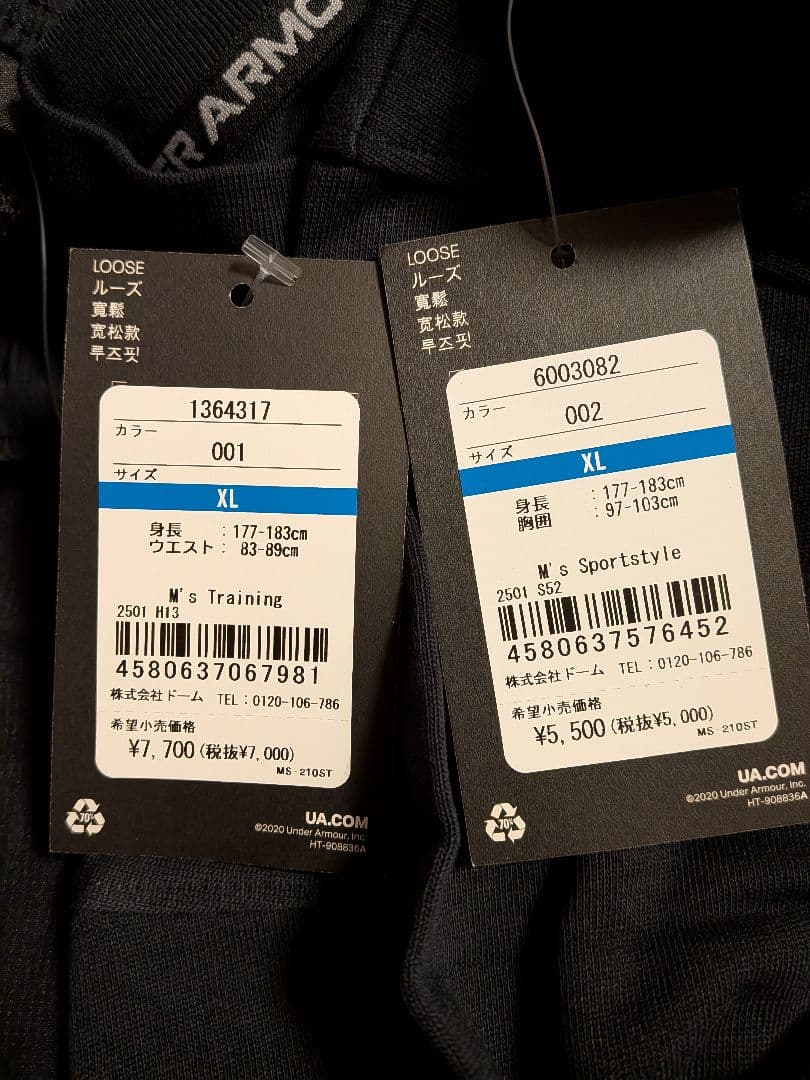 ER ARMO
LOOSE
ルーズ
寬鬆
宽松款
루즈핏
1364317
カラー
001
サイズ
XL
身長 : 177-183cm
ウエスト : 83-89cm
M's Training
2501 H13
4580637067981
株式会社ドーム TEL : 0120-106-786
希望小売価格
¥7,700(税抜¥7,000)
MS-210ST
70%
UA.COM
©2020 Under Armour, Inc.
HT-908836A
LOOSE
ルーズ
寬鬆
宽松款
루즈핏
6003082
カラー
002
サイズ
XL
身長 : 177-183cm
胸囲 : 97-103cm
M's Sportstyle
2501 S52
4580637576452
株式会社ドーム TEL : 0120-106-786
希望小売価格
¥5,500(税抜¥5,000)
MS-210ST
70%
UA.COM
©2020 Under Armour, Inc.
HT-908836A